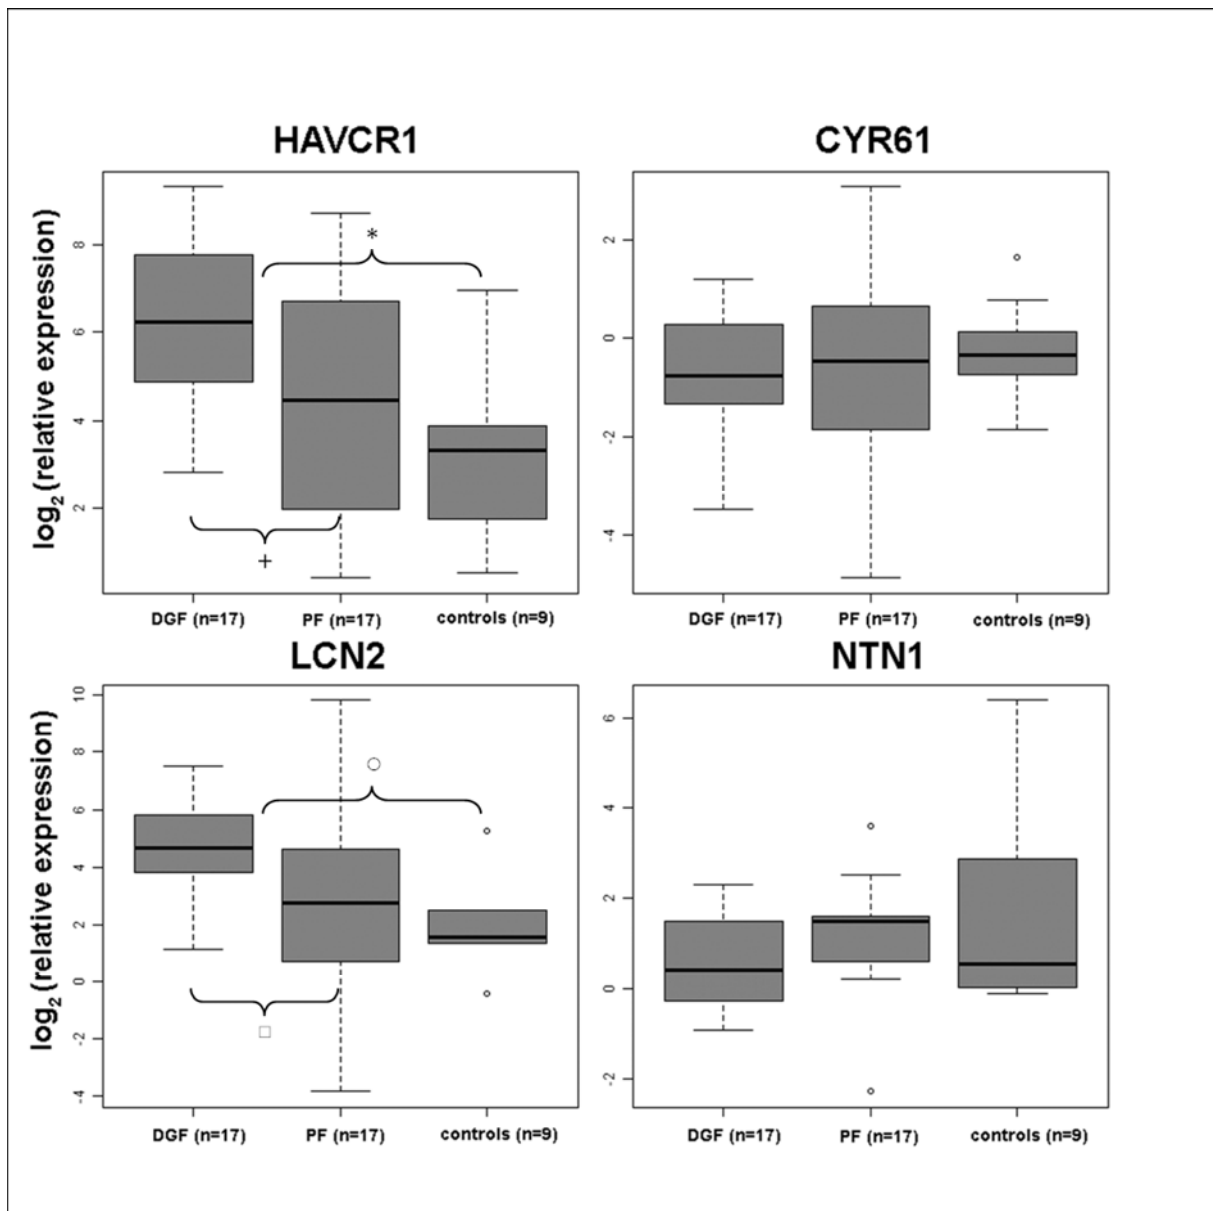 HAVCR1
log2 (relative expression)
8
6
4
2
*
+
DGF (n=17) PF (n=17) controls (n=9)
CYR61
2
0
-2
-4
DGF (n=17) PF (n=17) controls (n=9)
LCN2
log2 (relative expression)
10
8
6
4
2
0
-2
-4
○
□
DGF (n=17) PF (n=17) controls (n=9)
NTN1
6
4
2
0
-2
DGF (n=17) PF (n=17) controls (n=9)